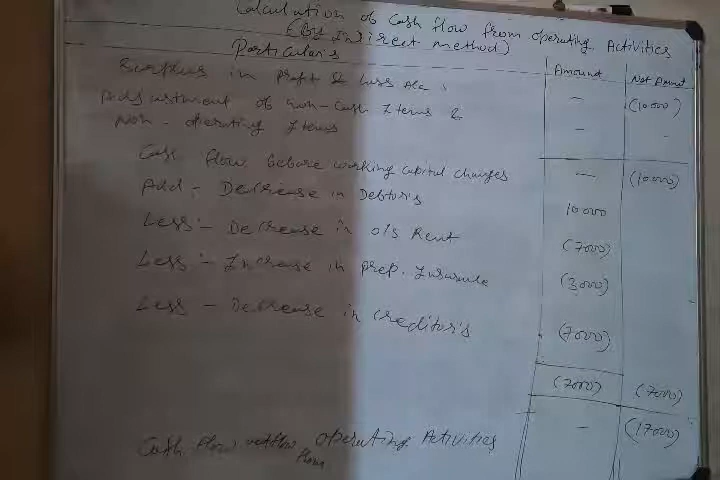 Calculation of Cash flow from operating Activities
(By Indirect method)
Particulars Amount Net Amount
Surplus in profit & Loss A/c - (10000)
Adjustment of non-Cash Items &
Non-operating Items - -
Cash flow before working capital changes - (10000)
Add - Decrease in Debtor's 10000
Less:- Decrease in o/s Rent (7000)
Less:- Increase in prep. Insurance (3000)
Less - Decrease in creditor's (7000)
(7000) (7000)
Cash flow from operating Activities - (17000)